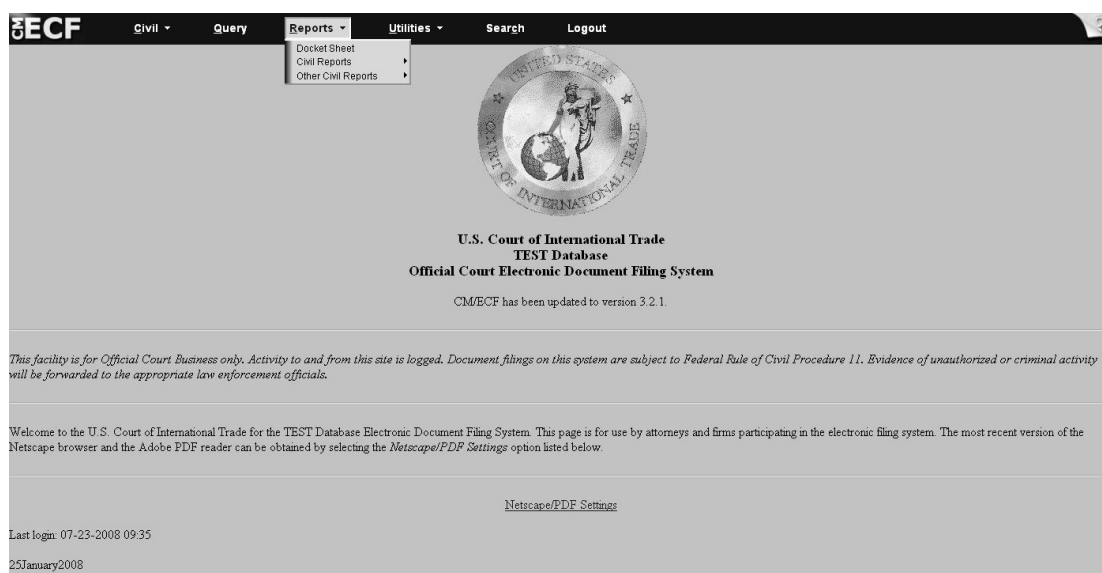 CM/ECF Civil Query Reports Utilities Search Logout
Docket Sheet
Civil Reports
Other Civil Reports
UNITED STATES
COURT OF INTERNATIONAL TRADE
U.S. Court of International Trade
TEST Database
Official Court Electronic Document Filing System
CM/ECF has been updated to version 3.2.1.
This facility is for Official Court Business only. Activity to and from this site is logged. Document filings on this system are subject to Federal Rule of Civil Procedure 11. Evidence of unauthorized or criminal activity
will be forwarded to the appropriate law enforcement officials.
Welcome to the U.S. Court of International Trade for the TEST Database Electronic Document Filing System. This page is for use by attorneys and firms participating in the electronic filing system. The most recent version of the
Netscape browser and the Adobe PDF reader can be obtained by selecting the Netscape/PDF Settings option listed below.
Netscape/PDF Settings
Last login: 07-23-2008 09:35
25January2008